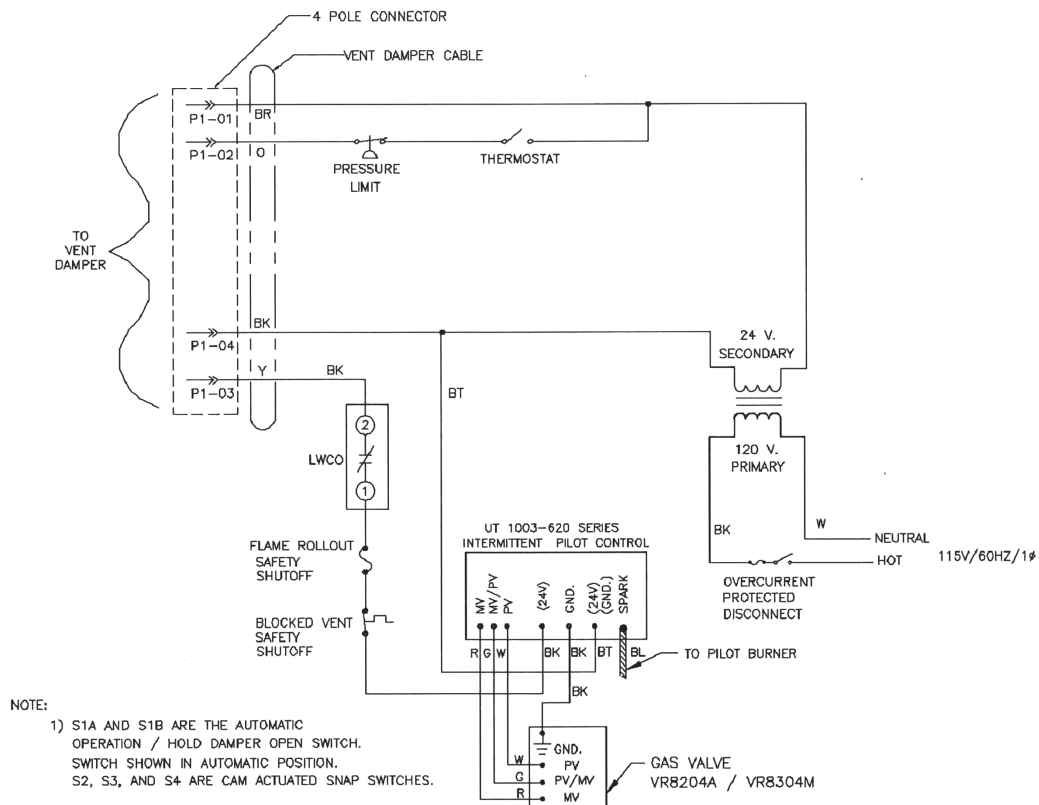 4 POLE CONNECTOR
VENT DAMPER CABLE
P1-01
BR
P1-02
O
PRESSURE
LIMIT
THERMOSTAT
TO
VENT
DAMPER
P1-04
BK
P1-03
Y
BK
BT
24 V.
SECONDARY
120 V.
PRIMARY
2
LWCO
1
BK
W
NEUTRAL
HOT
115V/60HZ/1ø
OVERCURRENT
PROTECTED
DISCONNECT
UT 1003-620 SERIES
INTERMITTENT PILOT CONTROL
MV
MV/PV
PV
(24V)
GND.
(24V)
(GND.)
SPARK
FLAME ROLLOUT
SAFETY
SHUTOFF
BLOCKED VENT
SAFETY
SHUTOFF
R G W BK BK BT BL
TO PILOT BURNER
BK
NOTE:
1) S1A AND S1B ARE THE AUTOMATIC
OPERATION / HOLD DAMPER OPEN SWITCH.
SWITCH SHOWN IN AUTOMATIC POSITION.
S2, S3, AND S4 ARE CAM ACTUATED SNAP SWITCHES.
GND.
W PV
G PV/MV
R MV
GAS VALVE
VR8204A / VR8304M